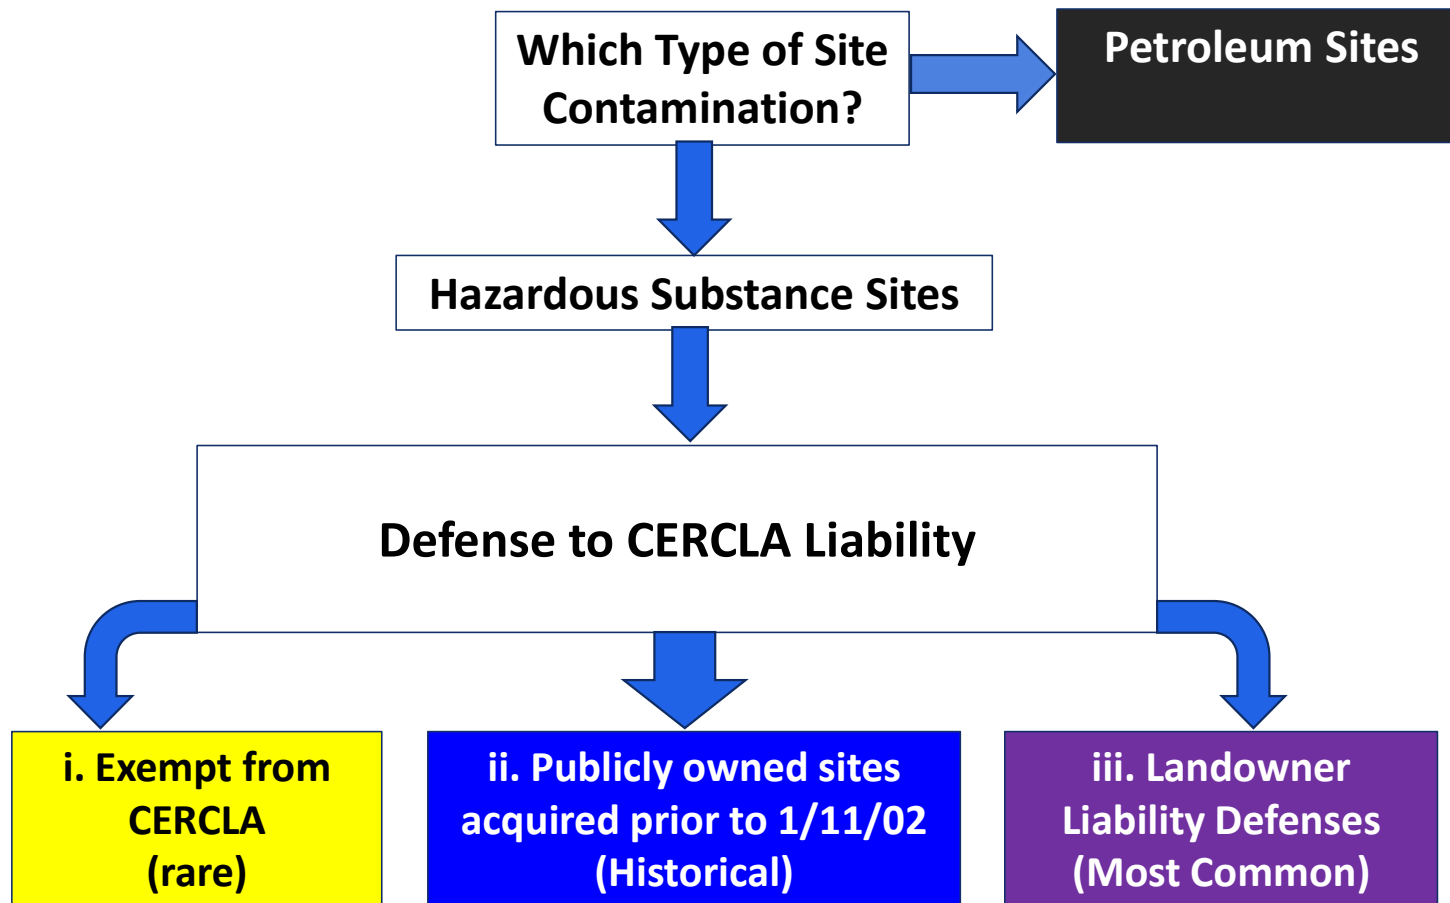 Which Type of Site
Contamination?
Petroleum Sites
Hazardous Substance Sites
Defense to CERCLA Liability
i. Exempt from
CERCLA
(rare)
ii. Publicly owned sites
acquired prior to 1/11/02
(Historical)
iii. Landowner
Liability Defenses
(Most Common)